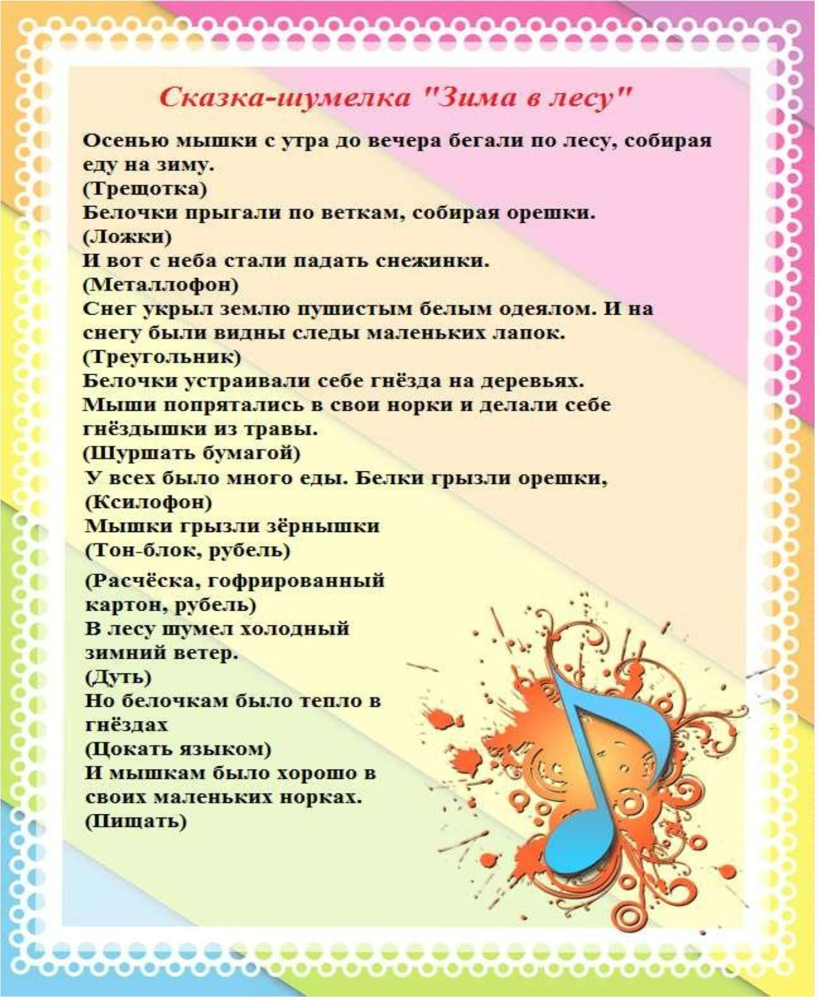 Сказка-шумелка "Зима в лесу"
Осенью мышки с утра до вечера бегали по лесу, собирая
еду на зиму.
(Трещотка)
Белочки прыгали по веткам, собирая орешки.
(Ложки)
И вот с неба стали падать снежинки.
(Металлофон)
Снег укрыл землю пушистым белым одеялом. И на
снегу были видны следы маленьких лапок.
(Треугольник)
Белочки устраивали себе гнёзда на деревьях.
Мыши попрятались в свои норки и делали себе
гнёздышки из травы.
(Шуршать бумагой)
У всех было много еды. Белки грызли орешки,
(Ксилофон)
Мышки грызли зёрнышки
(Тон-блок, рубель)
(Расчёска, гофрированный
картон, рубель)
В лесу шумел холодный
зимний ветер.
(Дуть)
Но белочкам было тепло в
гнёздах
(Цокать языком)
И мышкам было хорошо в
своих маленьких норках.
(Пищать)